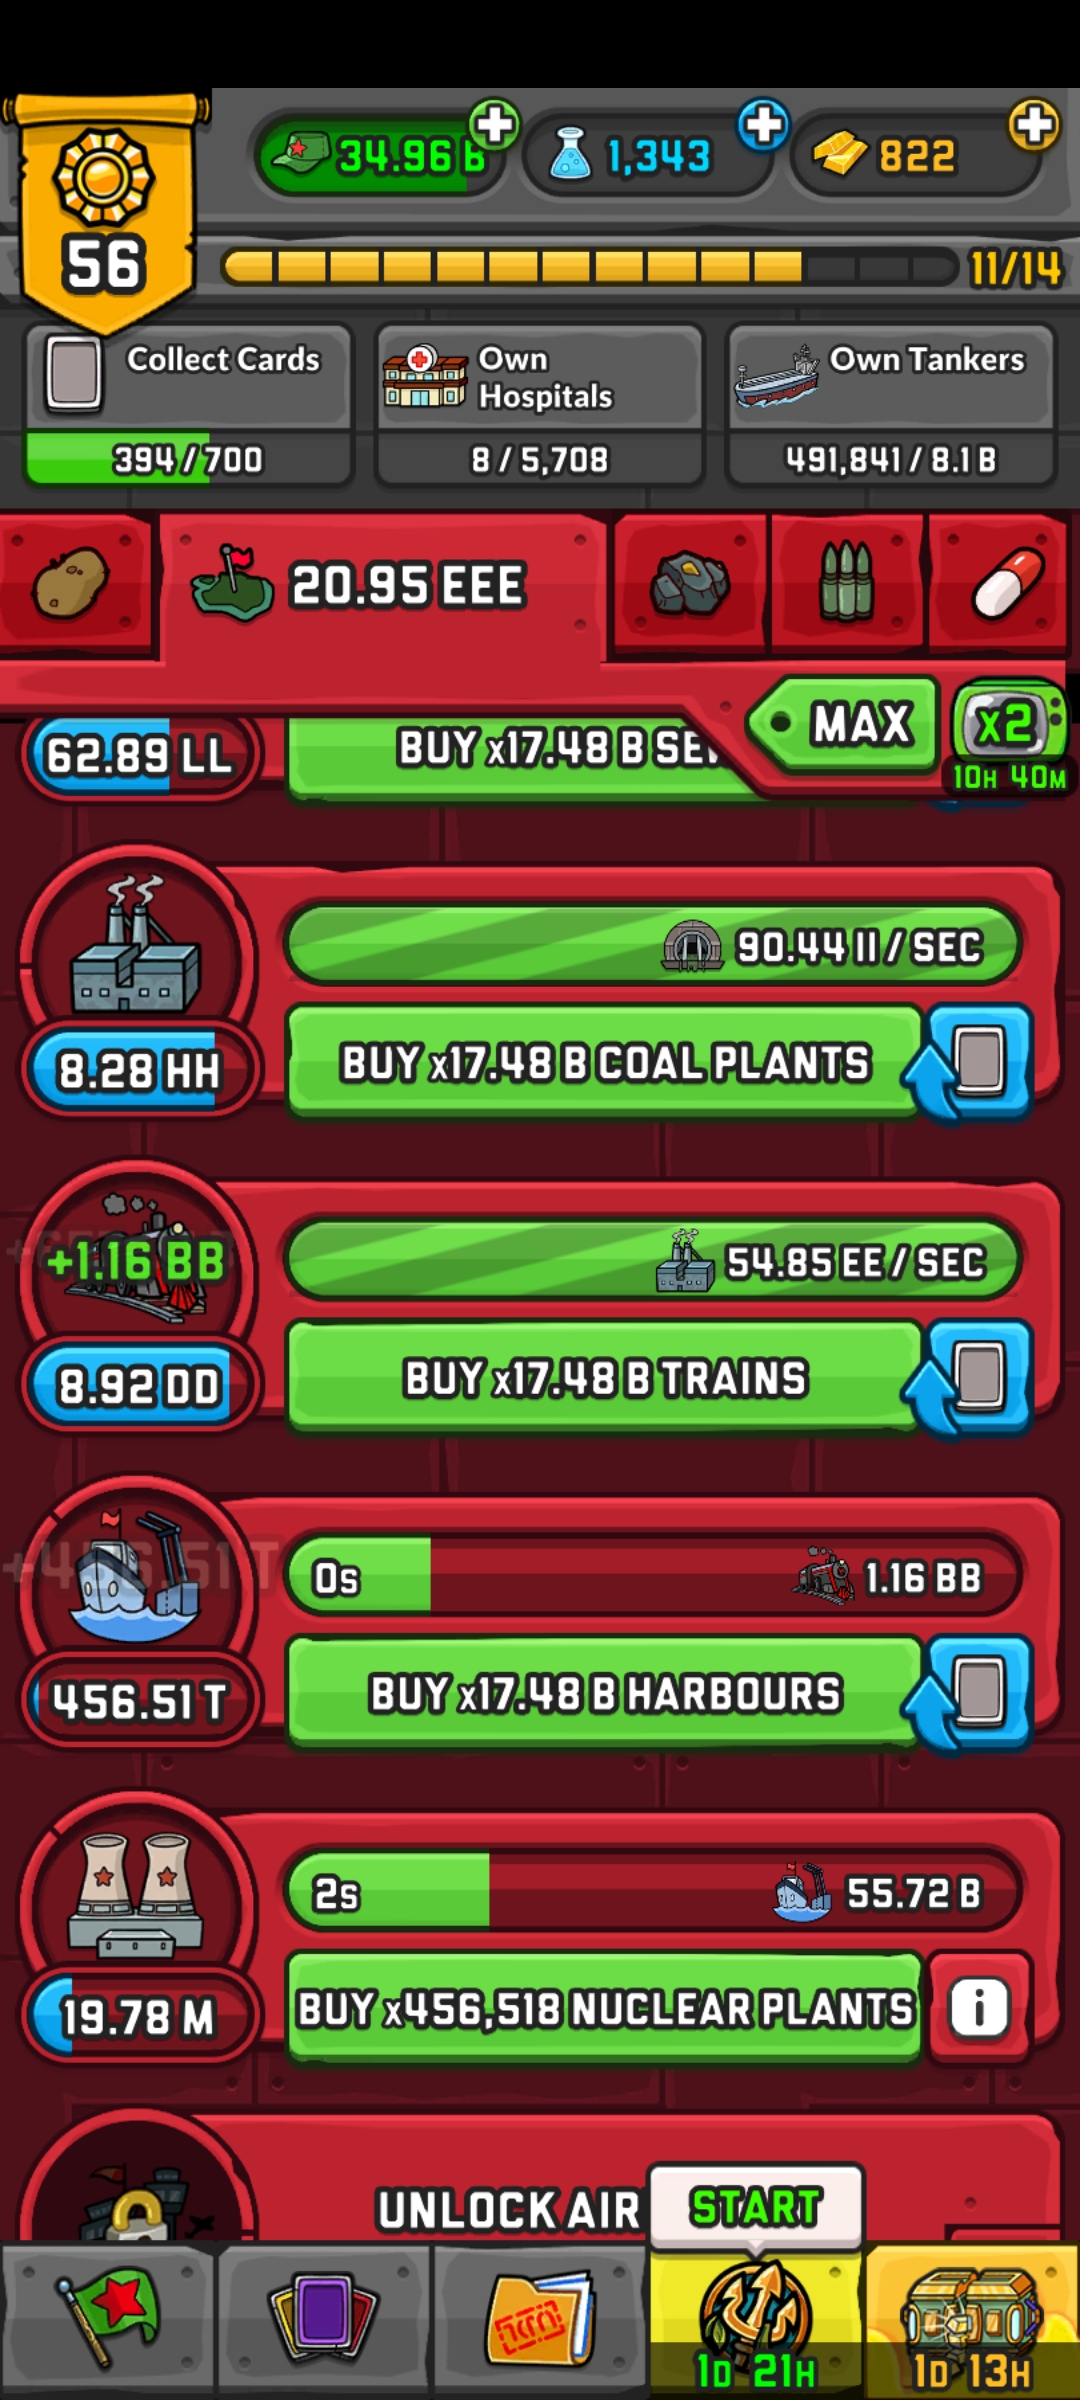 34.96 B
1,343
822
56
11/14
Collect Cards
394/700
Own
Hospitals
8/5,708
Own Tankers
491,841/8.1 B
20.95 EEE
MAX
x2
10H 40M
62.89 LL
BUY x17.48 B
90.44 II/SEC
8.28 HH
BUY x17.48 B COAL PLANTS
+1.16 BB
54.85 EE/SEC
8.92 DD
BUY x17.48 B TRAINS
+456.51 T
0s
1.16 BB
456.51 T
BUY x17.48 B HARBOURS
2s
55.72 B
19.78 M
BUY x456,518 NUCLEAR PLANTS
i
UNLOCK AIR
START
1D 21H
1D 13H